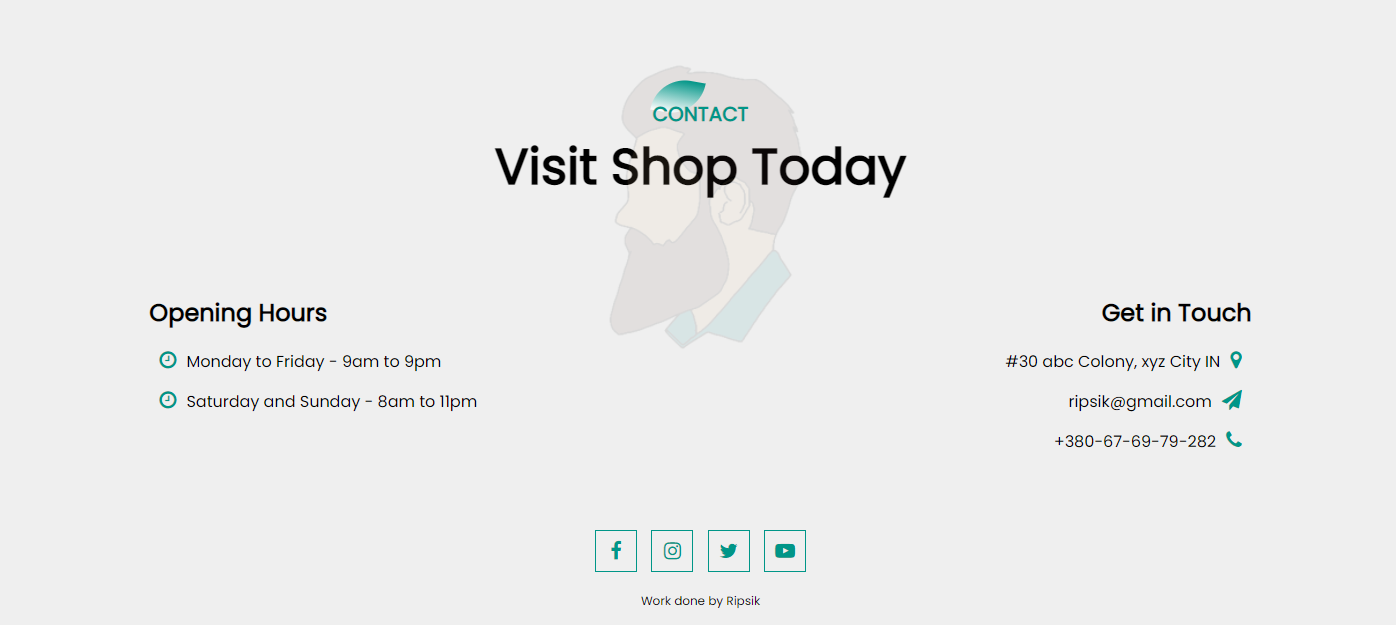 CONTACT
Visit Shop Today
Opening Hours
Monday to Friday - 9am to 9pm
Saturday and Sunday - 8am to 11pm
Get in Touch
#30 abc Colony, xyz City IN
ripsik@gmail.com
+380-67-69-79-282
Work done by Ripsik